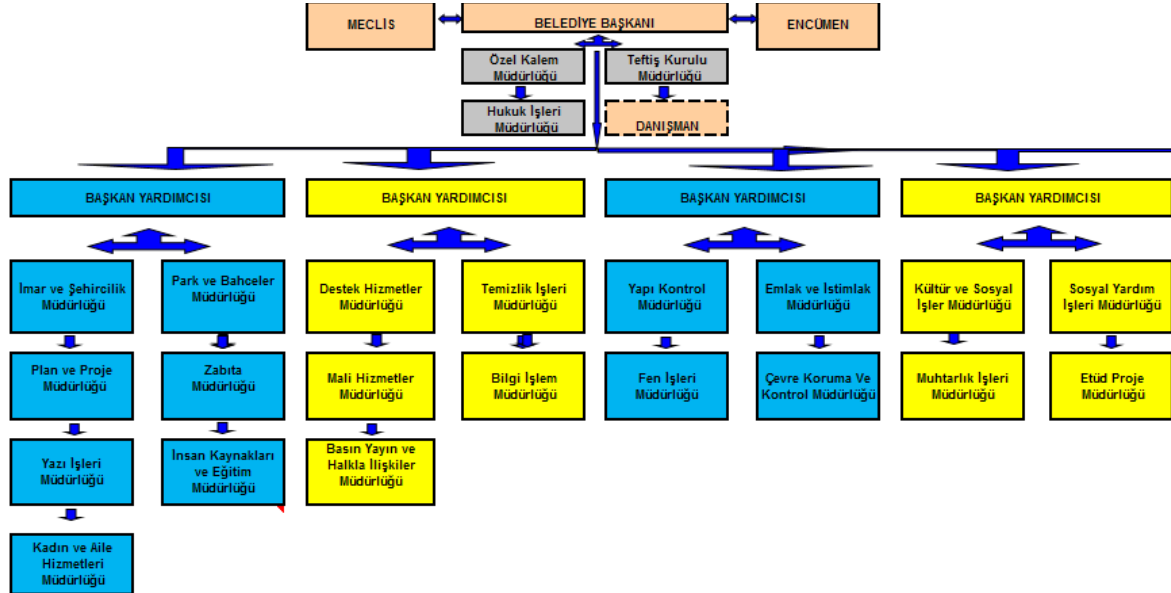 MECLİS
BELEDİYE BAŞKANI
ENCÜMEN
Özel Kalem
Müdürlüğü
Teftiş Kurulu
Müdürlüğü
Hukuk İşleri
Müdürlüğü
DANIŞMAN
BAŞKAN YARDIMCISI
BAŞKAN YARDIMCISI
BAŞKAN YARDIMCISI
BAŞKAN YARDIMCISI
İmar ve Şehircilik
Müdürlüğü
Park ve Bahceler
Müdürlüğü
Destek Hizmetler
Müdürlüğü
Temizlik İşleri
Müdürlüğü
Yapı Kontrol
Müdürlüğü
Emlak ve İstimlak
Müdürlüğü
Kültür ve Sosyal
İşler Müdürlüğü
Sosyal Yardım
İşleri Müdürlüğü
Plan ve Proje
Müdürlüğü
Zabıta
Müdürlüğü
Mali Hizmetler
Müdürlüğü
Bilgi İşlem
Müdürlüğü
Fen İşleri
Müdürlüğü
Çevre Koruma Ve
Kontrol Müdürlüğü
Muhtarlık İşleri
Müdürlüğü
Etüd Proje
Müdürlüğü
Yazı İşleri
Müdürlüğü
İnsan Kaynakları
ve Eğitim
Müdürlüğü
Basın Yayın ve
Halkla İlişkiler
Müdürlüğü
Kadın ve Aile
Hizmetleri
Müdürlüğü